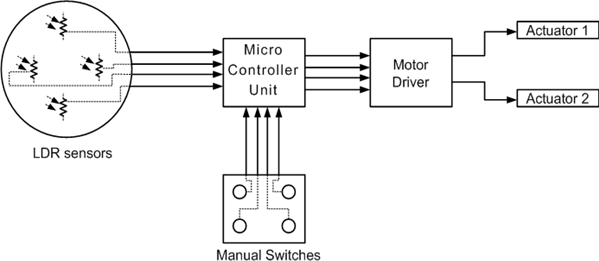 Micro
Controller
Unit
Motor
Driver
Actuator 1
Actuator 2
LDR sensors
Manual Switches